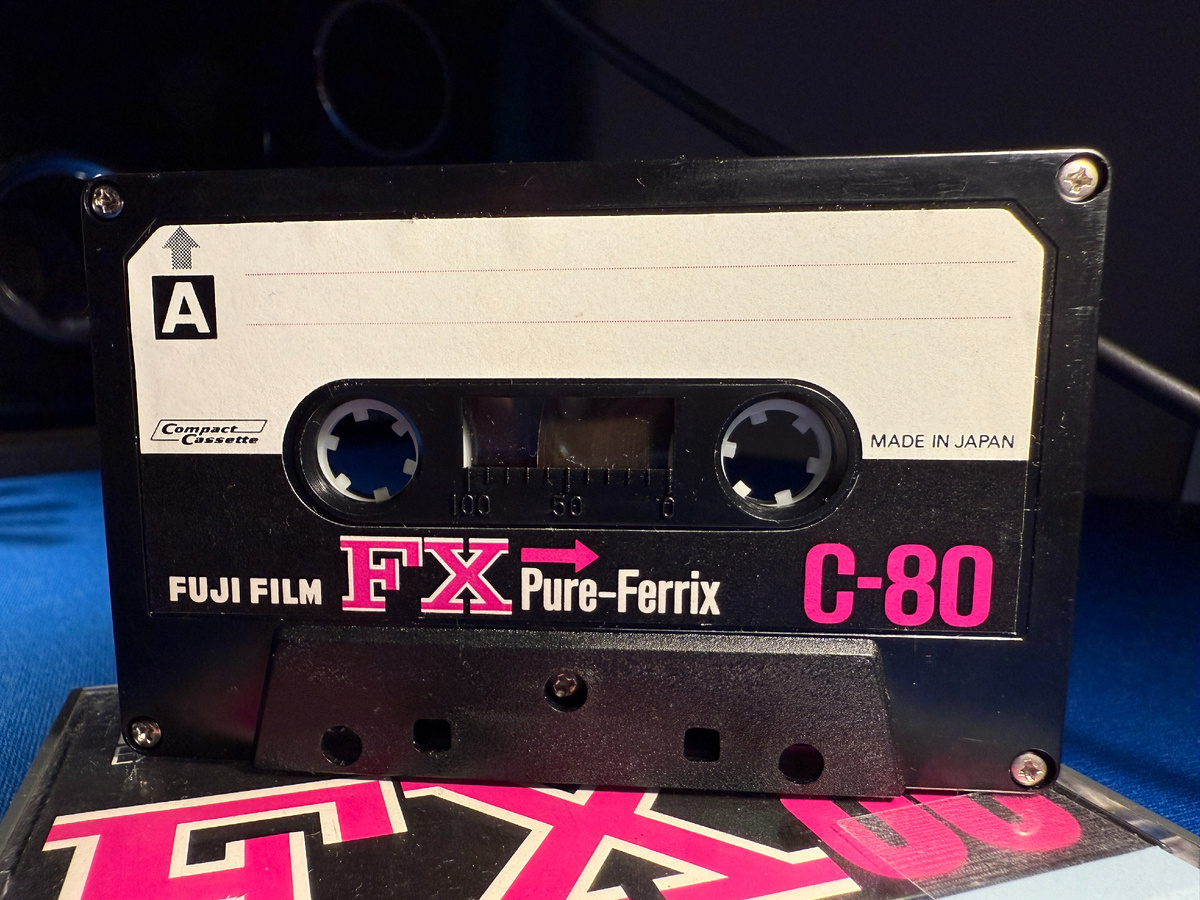 A
Compact
Cassette
MADE IN JAPAN
100 50 0
FUJI FILM FX Pure-Ferrix C-80
FX